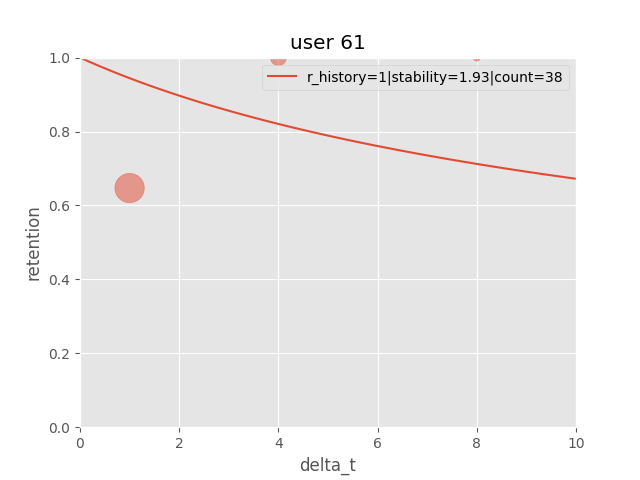 user 61
r_history=1|stability=1.93|count=38
retention
1.0
0.8
0.6
0.4
0.2
0.0
0 2 4 6 8 10
delta_t